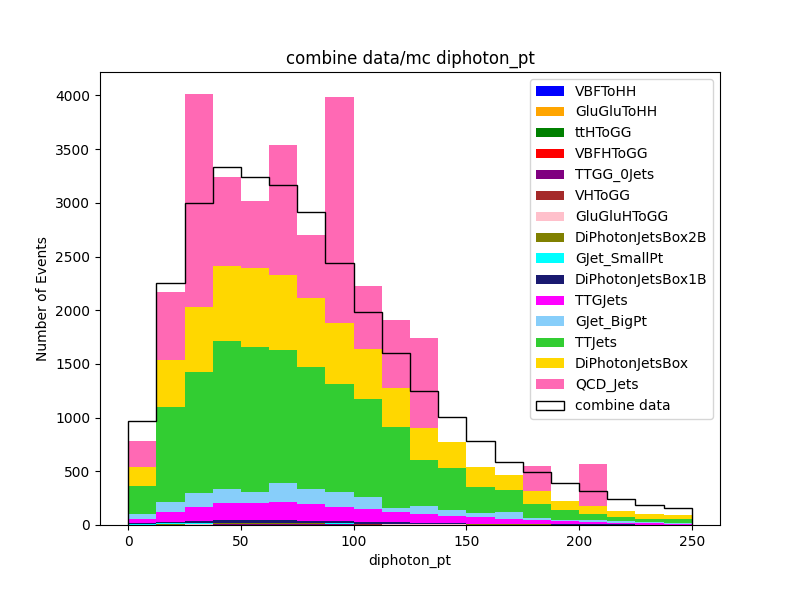 combine data/mc diphoton_pt
Number of Events
4000
3500
3000
2500
2000
1500
1000
500
0
0
50
100
150
200
250
diphoton_pt
VBFToHH
GluGluToHH
ttHToGG
VBFHToGG
TTGG_0Jets
VHToGG
GluGluHToGG
DiPhotonJetsBox2B
GJet_SmallPt
DiPhotonJetsBox1B
TTGJets
GJet_BigPt
TTJets
DiPhotonJetsBox
QCD_Jets
combine data